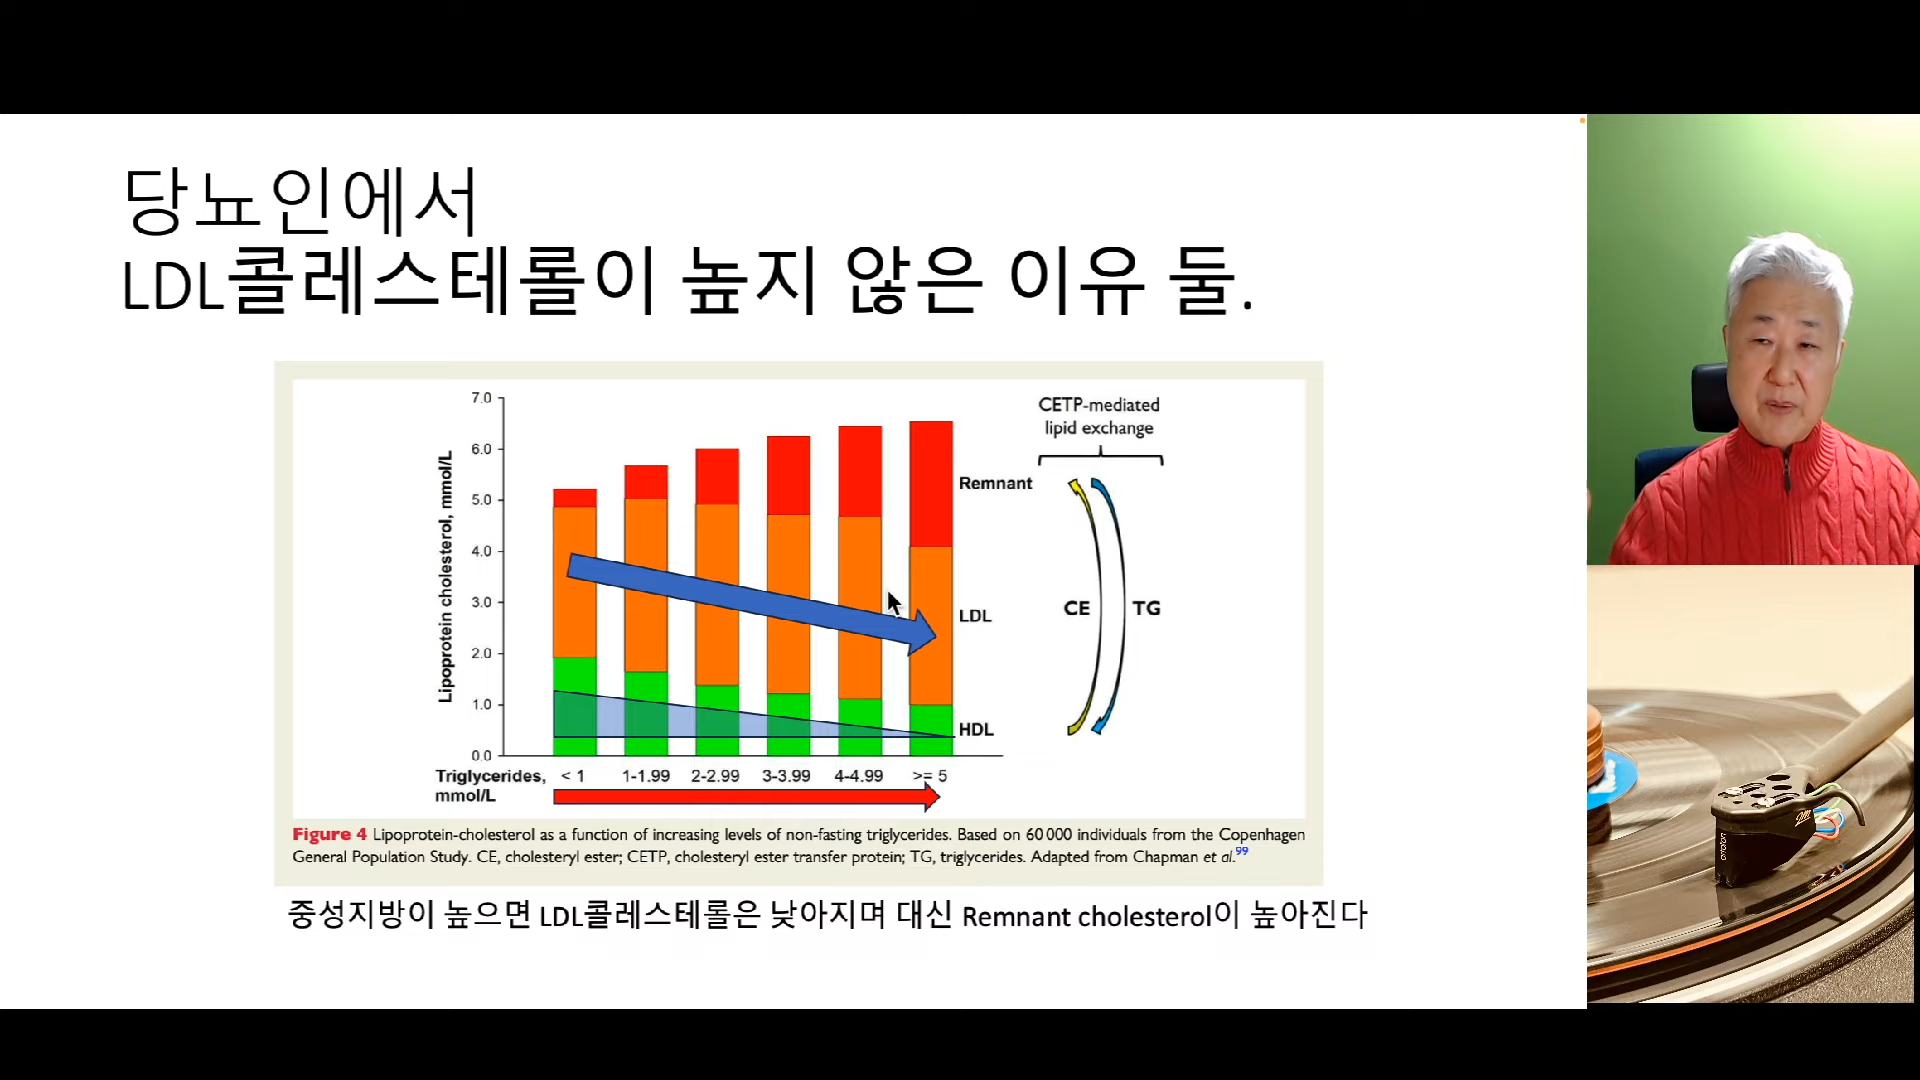 당뇨인에서
LDL콜레스테롤이 높지 않은 이유 둘.
Lipoprotein cholesterol, mmol/L
7.0
6.0
5.0
4.0
3.0
2.0
1.0
0.0
Remnant
LDL
HDL
CETP-mediated
lipid exchange
CE
TG
Triglycerides, < 1 1-1.99 2-2.99 3-3.99 4-4.99 >= 5
mmol/L
Figure 4 Lipoprotein-cholesterol as a function of increasing levels of non-fasting triglycerides. Based on 60 000 individuals from the Copenhagen
General Population Study. CE, cholesteryl ester; CETP, cholesteryl ester transfer protein; TG, triglycerides. Adapted from Chapman et al.99
중성지방이 높으면 LDL콜레스테롤은 낮아지며 대신 Remnant cholesterol이 높아진다
ortofon
2M